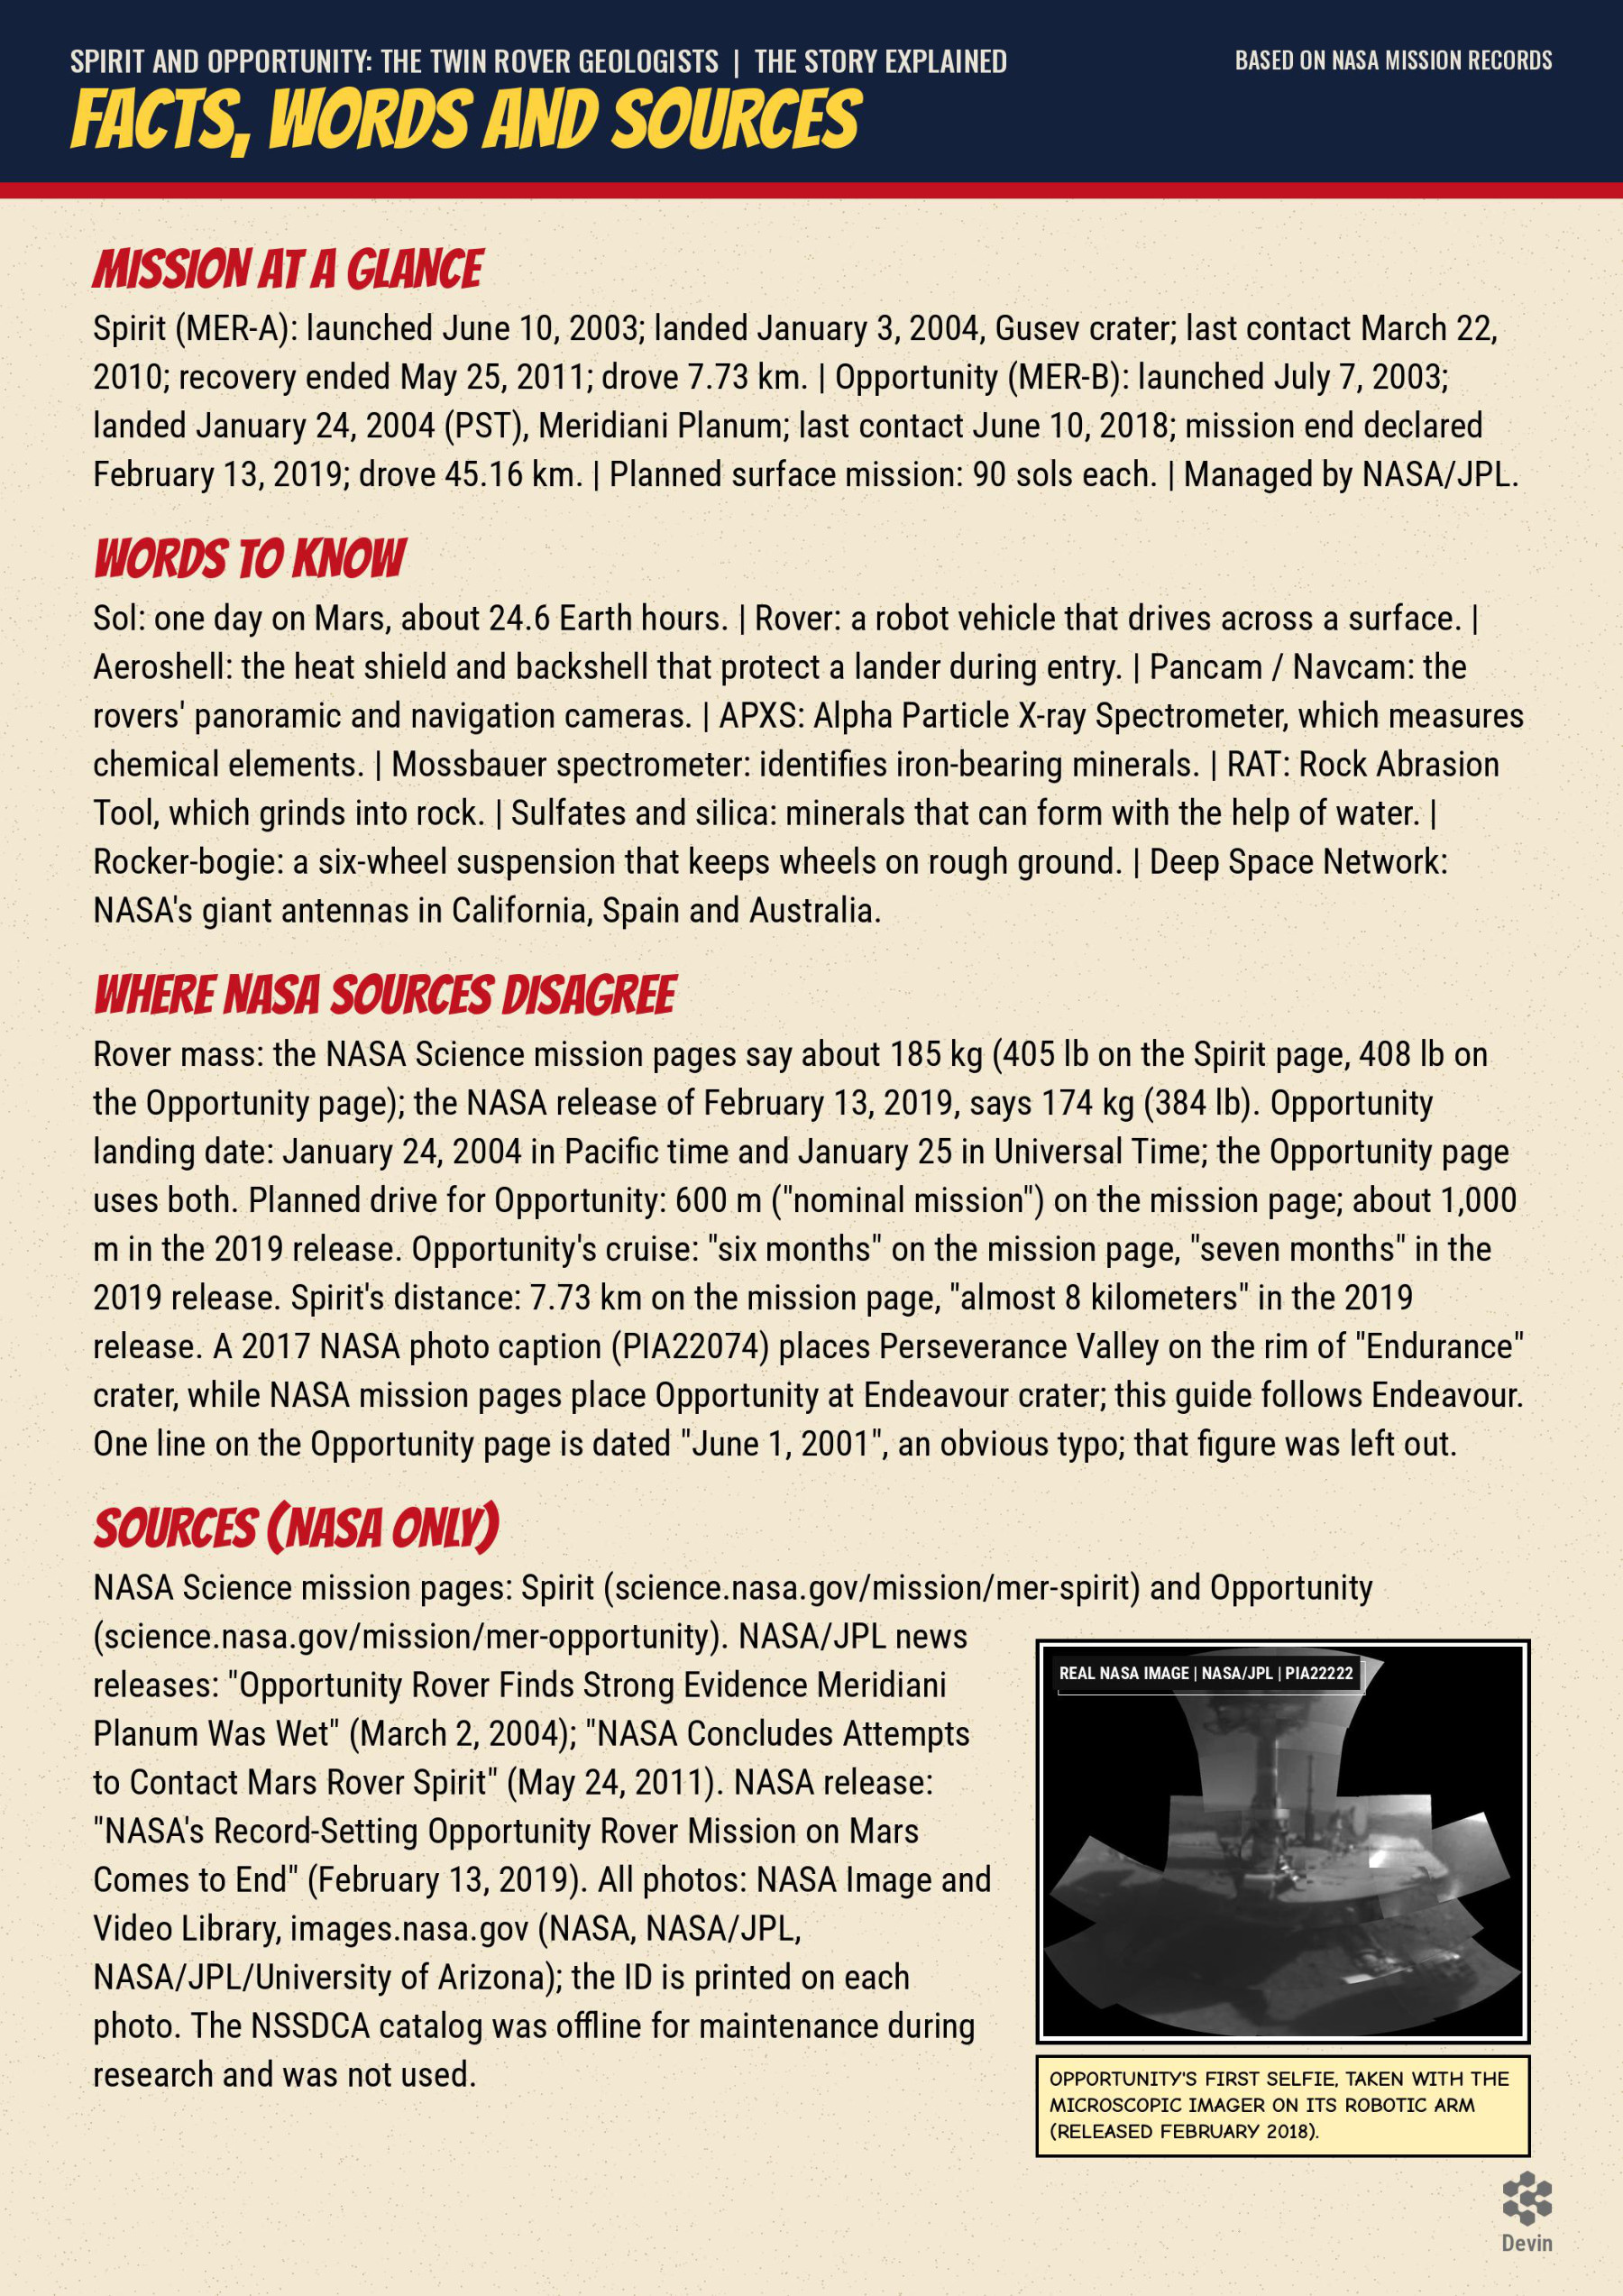 SPIRIT AND OPPORTUNITY: THE TWIN ROVER GEOLOGISTS | THE STORY EXPLAINED
BASED ON NASA MISSION RECORDS
FACTS, WORDS AND SOURCES
MISSION AT A GLANCE
Spirit (MER-A): launched June 10, 2003; landed January 3, 2004, Gusev crater; last contact March 22,
2010; recovery ended May 25, 2011; drove 7.73 km. | Opportunity (MER-B): launched July 7, 2003;
landed January 24, 2004 (PST), Meridiani Planum; last contact June 10, 2018; mission end declared
February 13, 2019; drove 45.16 km. | Planned surface mission: 90 sols each. | Managed by NASA/JPL.
WORDS TO KNOW
Sol: one day on Mars, about 24.6 Earth hours. | Rover: a robot vehicle that drives across a surface. |
Aeroshell: the heat shield and backshell that protect a lander during entry. | Pancam / Navcam: the
rovers' panoramic and navigation cameras. | APXS: Alpha Particle X-ray Spectrometer, which measures
chemical elements. | Mossbauer spectrometer: identifies iron-bearing minerals. | RAT: Rock Abrasion
Tool, which grinds into rock. | Sulfates and silica: minerals that can form with the help of water. |
Rocker-bogie: a six-wheel suspension that keeps wheels on rough ground. | Deep Space Network:
NASA's giant antennas in California, Spain and Australia.
WHERE NASA SOURCES DISAGREE
Rover mass: the NASA Science mission pages say about 185 kg (405 lb on the Spirit page, 408 lb on
the Opportunity page); the NASA release of February 13, 2019, says 174 kg (384 lb). Opportunity
landing date: January 24, 2004 in Pacific time and January 25 in Universal Time; the Opportunity page
uses both. Planned drive for Opportunity: 600 m ("nominal mission") on the mission page; about 1,000
m in the 2019 release. Opportunity's cruise: "six months" on the mission page, "seven months" in the
2019 release. Spirit's distance: 7.73 km on the mission page, "almost 8 kilometers" in the 2019
release. A 2017 NASA photo caption (PIA22074) places Perseverance Valley on the rim of "Endurance"
crater, while NASA mission pages place Opportunity at Endeavour crater; this guide follows Endeavour.
One line on the Opportunity page is dated "June 1, 2001", an obvious typo; that figure was left out.
SOURCES (NASA ONLY)
NASA Science mission pages: Spirit (science.nasa.gov/mission/mer-spirit) and Opportunity
(science.nasa.gov/mission/mer-opportunity). NASA/JPL news
releases: "Opportunity Rover Finds Strong Evidence Meridiani
Planum Was Wet" (March 2, 2004); "NASA Concludes Attempts
to Contact Mars Rover Spirit" (May 24, 2011). NASA release:
"NASA's Record-Setting Opportunity Rover Mission on Mars
Comes to End" (February 13, 2019). All photos: NASA Image and
Video Library, images.nasa.gov (NASA, NASA/JPL,
NASA/JPL/University of Arizona); the ID is printed on each
photo. The NSSDCA catalog was offline for maintenance during
research and was not used.
REAL NASA IMAGE | NASA/JPL | PIA22222
OPPORTUNITY'S FIRST SELFIE, TAKEN WITH THE
MICROSCOPIC IMAGER ON ITS ROBOTIC ARM
(RELEASED FEBRUARY 2018).
Devin